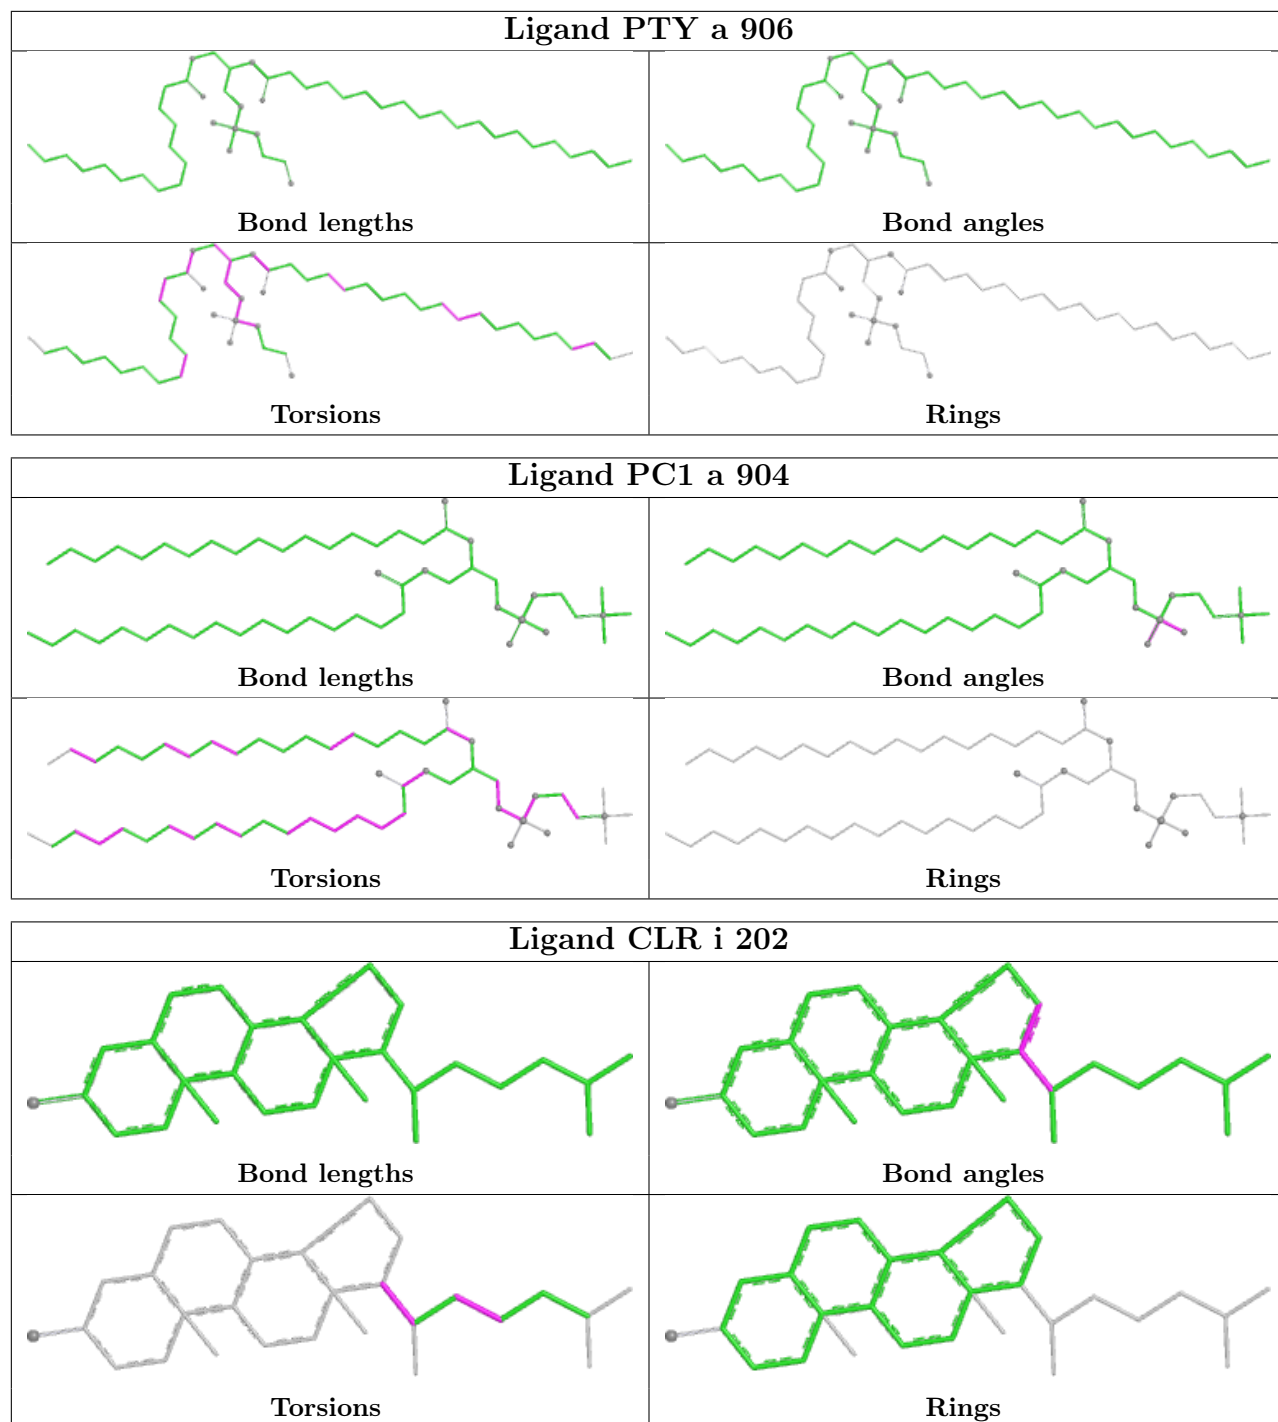 Ligand PTY a 906
Bond lengths
Bond angles
Torsions
Rings
Ligand PC1 a 904
Bond lengths
Bond angles
Torsions
Rings
Ligand CLR i 202
Bond lengths
Bond angles
Torsions
Rings